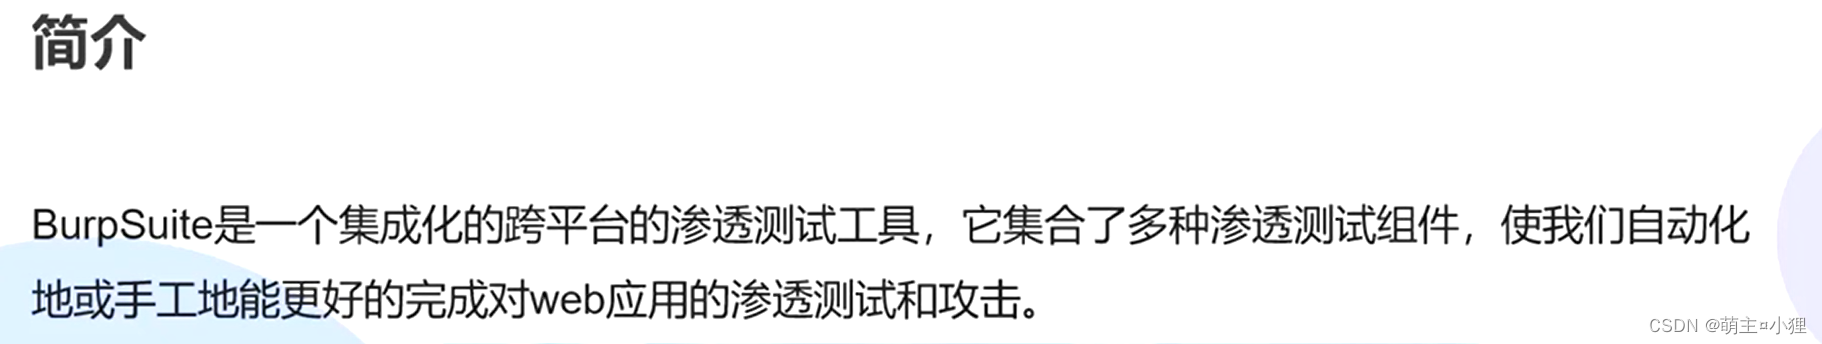 简介
BurpSuite是一个集成化的跨平台的渗透测试工具，它集合了多种渗透测试组件，使我们自动化
地或手工地能更好的完成对web应用的渗透测试和攻击。
CSDN @萌主¤小狸